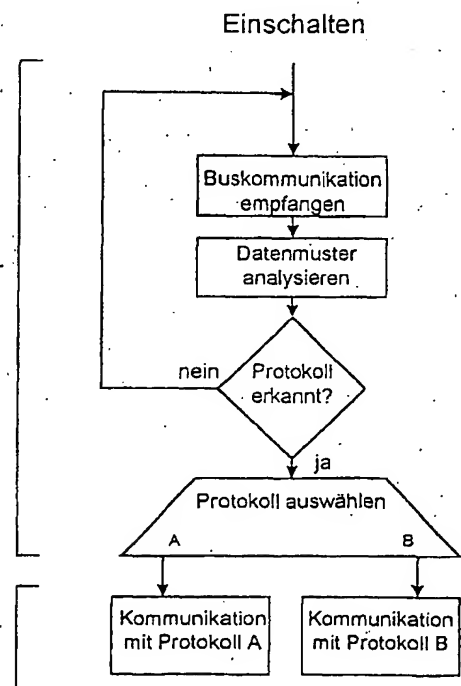 Einschalten
Buskommunikation
empfangen
Datenmuster
analysieren
nein
Protokoll
erkannt?
ja
Protokoll auswählen
A
B
Kommunikation
mit Protokoll A
Kommunikation
mit Protokoll B